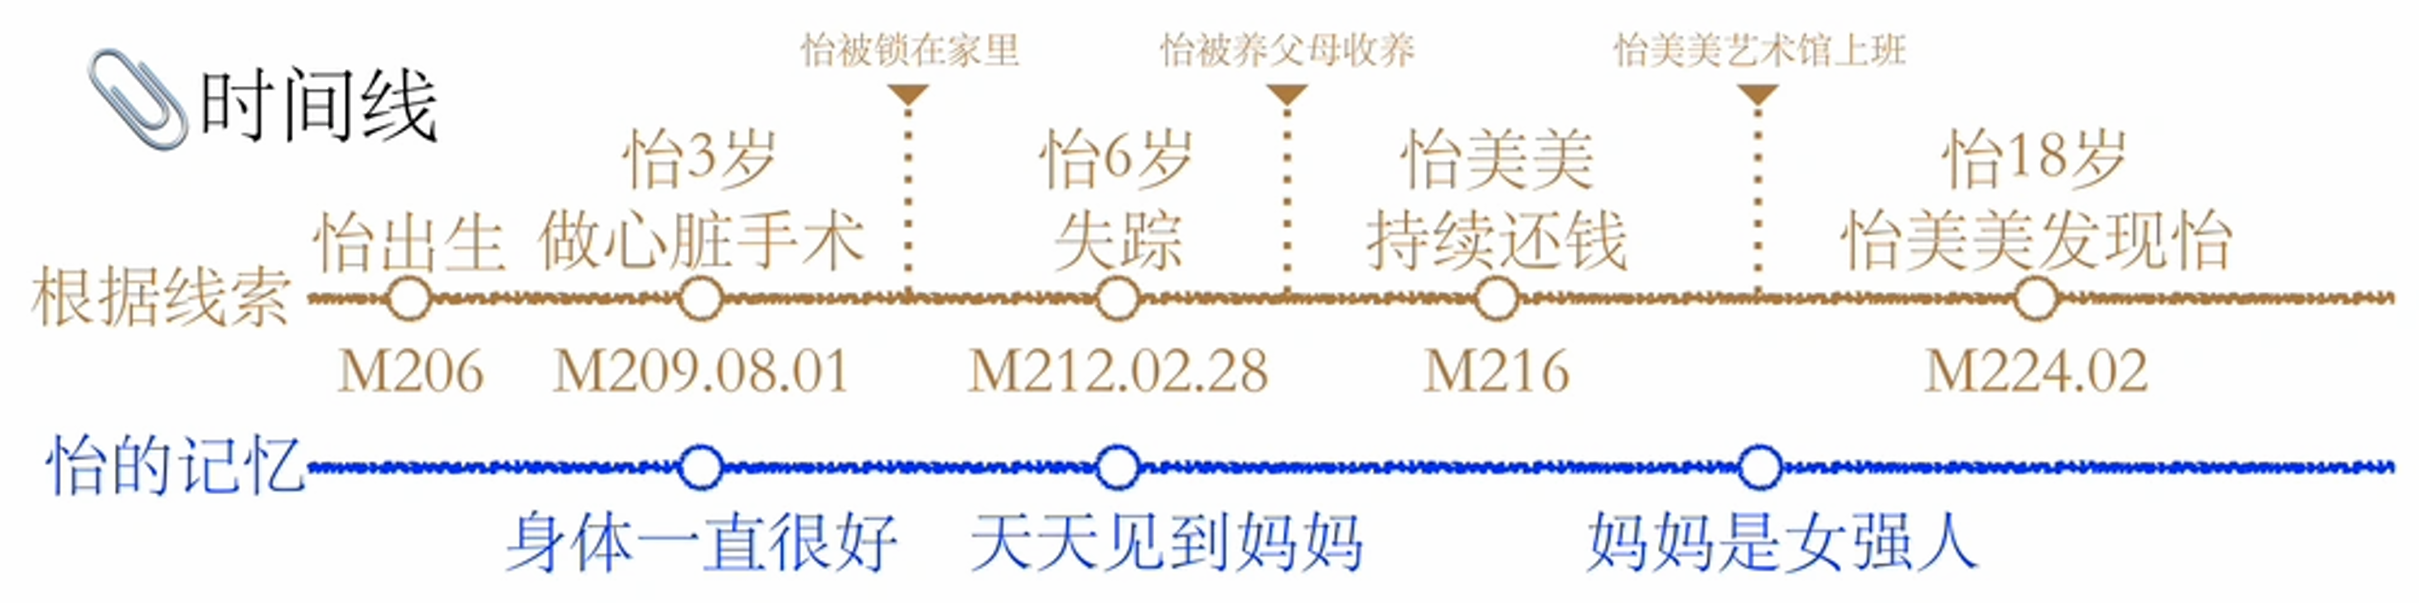 怡被锁在家里
怡被养父母收养
怡美美艺术馆上班
时间线
怡3岁
怡6岁
怡美美
怡18岁
怡出生
做心脏手术
失踪
持续还钱
怡美美发现怡
根据线索
M206
M209.08.01
M212.02.28
M216
M224.02
怡的记忆
身体一直很好
天天见到妈妈
妈妈是女强人